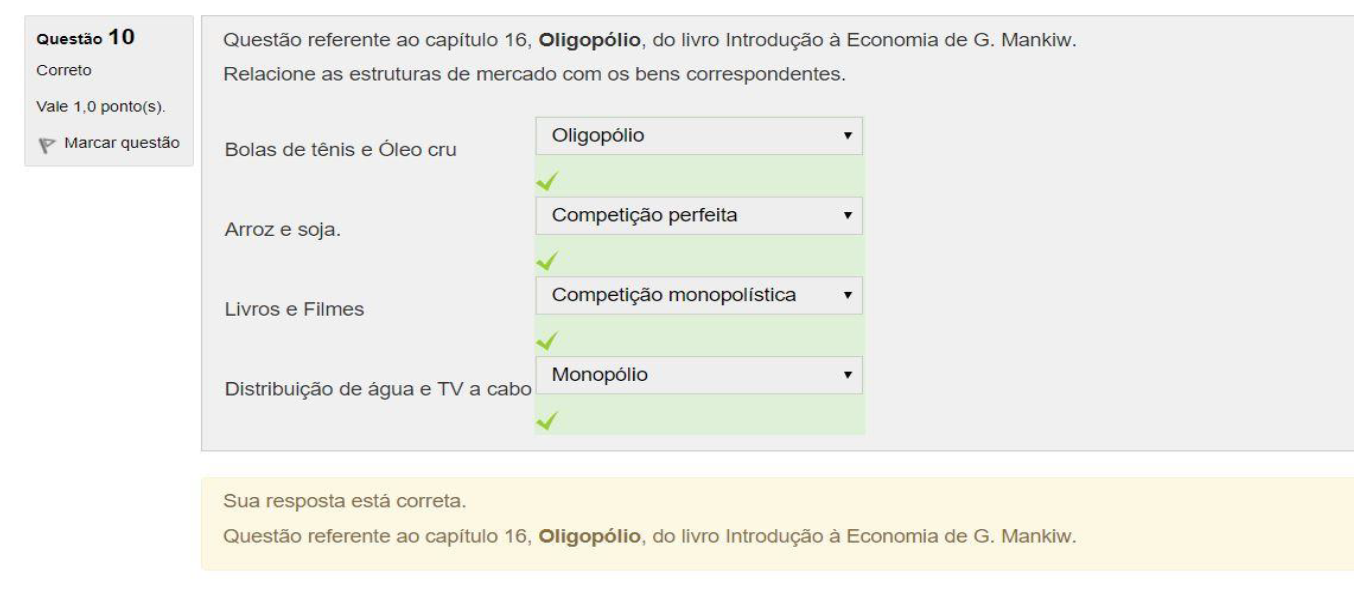 Questão 10
Correto
Vale 1,0 ponto(s).
Marcar questão
Questão referente ao capítulo 16, Oligopólio, do livro Introdução à Economia de G. Mankiw.
Relacione as estruturas de mercado com os bens correspondentes.
Bolas de tênis e Óleo cru
Oligopólio
Arroz e soja.
Competição perfeita
Livros e Filmes
Competição monopolística
Distribuição de água e TV a cabo
Monopólio
Sua resposta está correta.
Questão referente ao capítulo 16, Oligopólio, do livro Introdução à Economia de G. Mankiw.